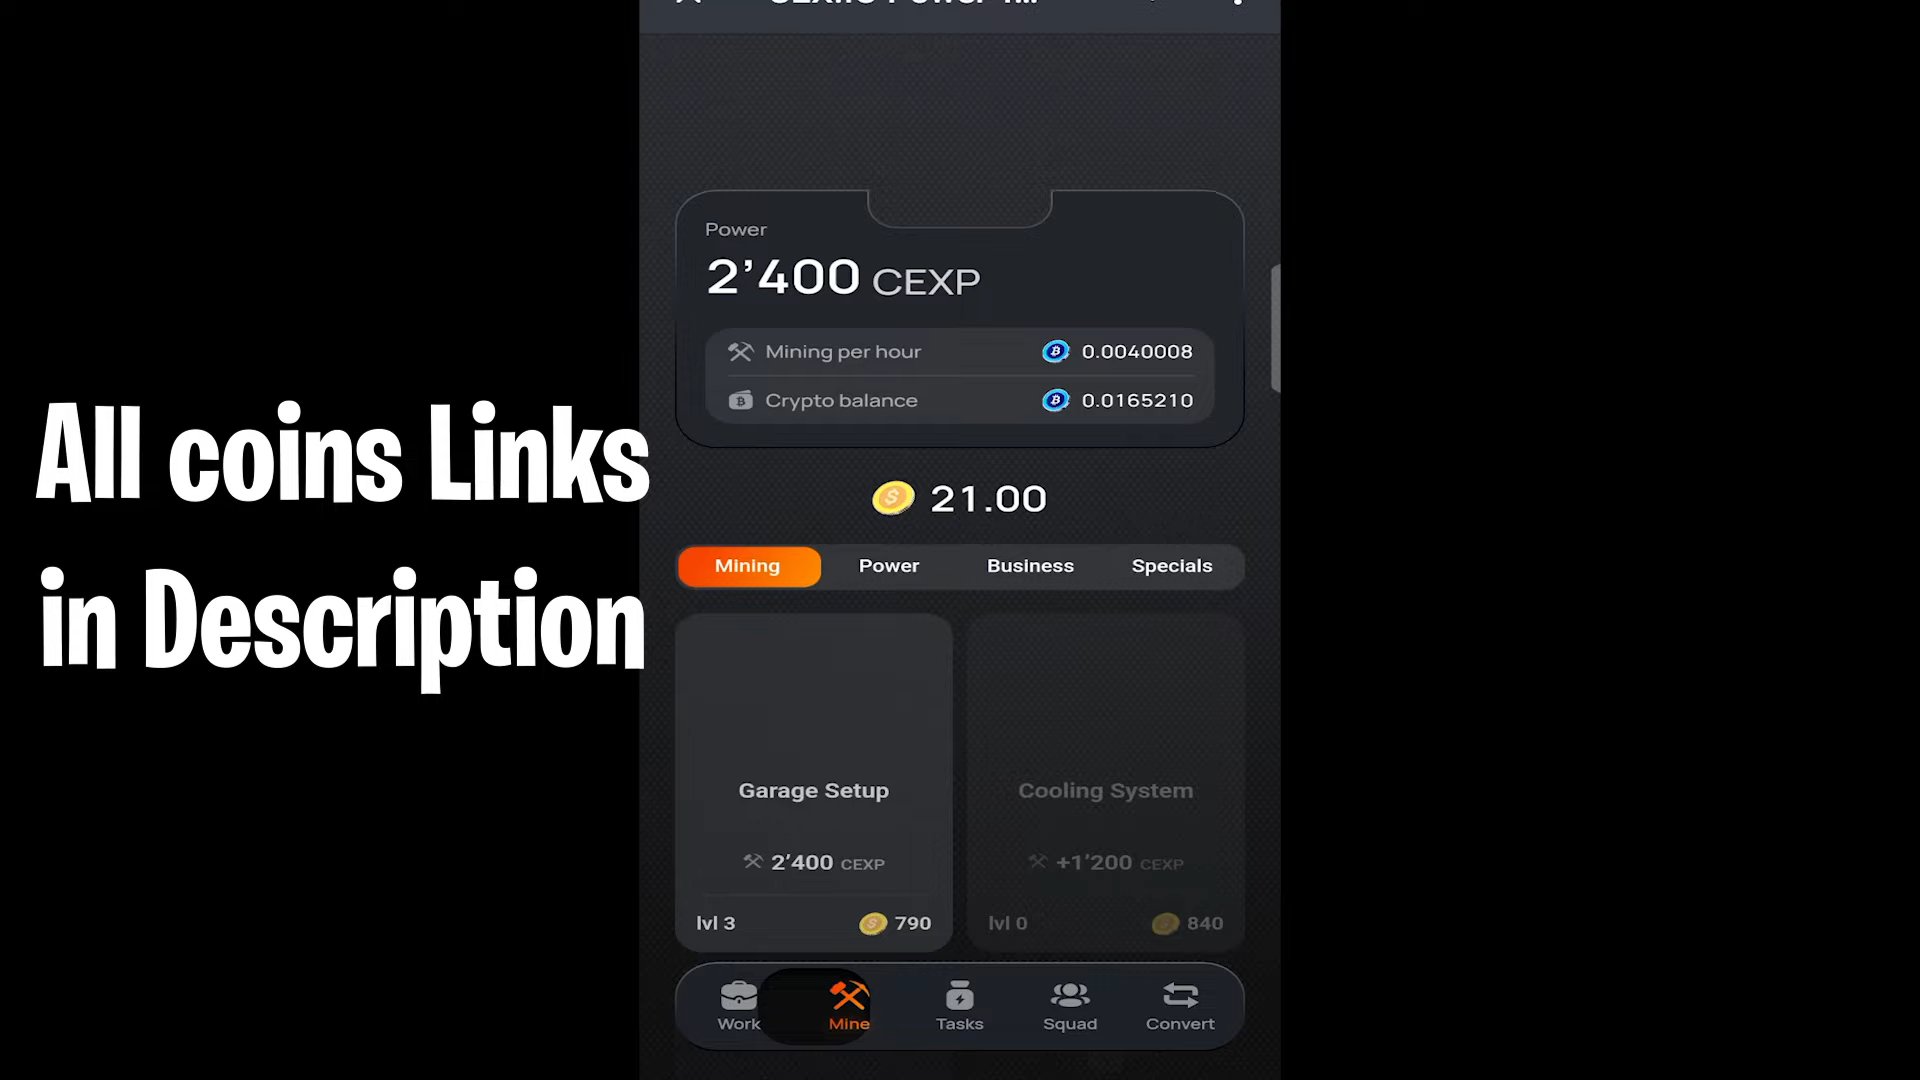 Power
2’400 CEXP
Mining per hour 0.0040008
Crypto balance 0.0165210
All coins Links
in Description
21.00
Mining Power Business Specials
Garage Setup
2’400 CEXP
lvl 3 790
Cooling System
+1’200 CEXP
lvl 0 840
Work Mine Tasks Squad Convert